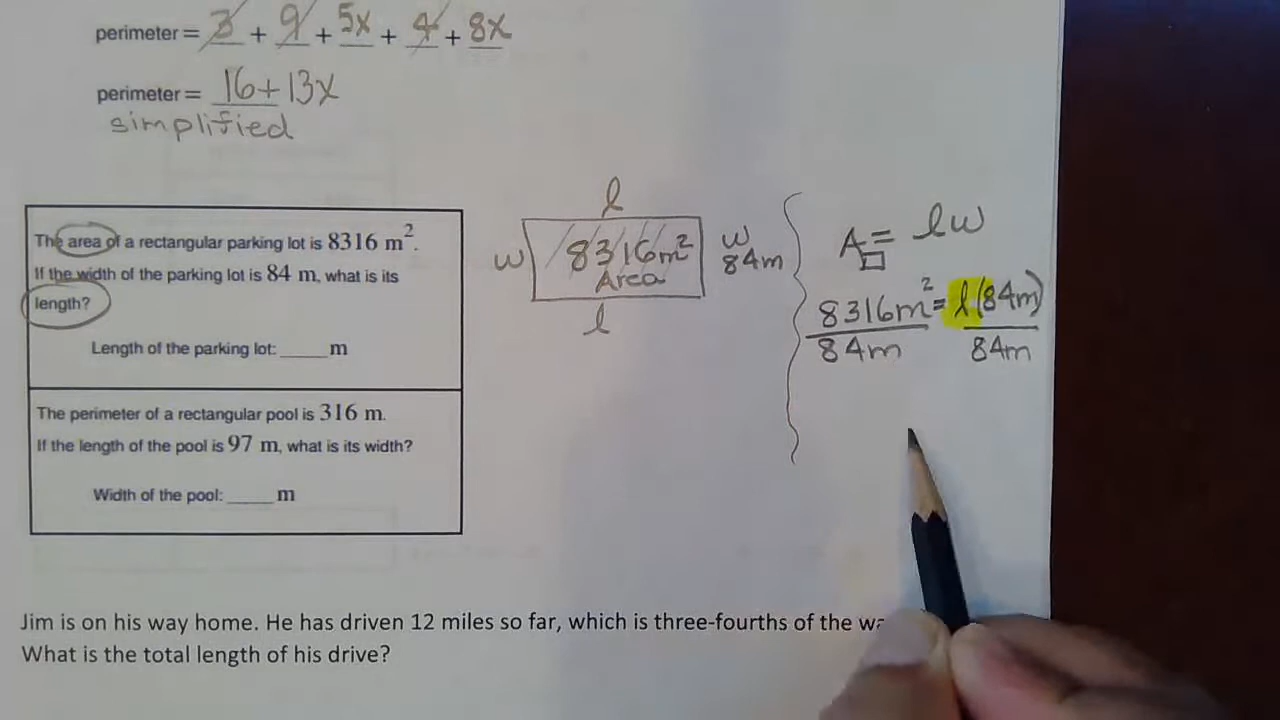 perimeter = 3 + 9 + 5x + 4 + 8x
perimeter = 16 + 13x
simplified
The area of a rectangular parking lot is 8316 m².
If the width of the parking lot is 84 m, what is its
length?
Length of the parking lot: _____ m
l
w 8316m² w
Area 84m
l
A▭ = lw
8316m² = l(84m)
84m 84m
The perimeter of a rectangular pool is 316 m.
If the length of the pool is 97 m, what is its width?
Width of the pool: _____ m
Jim is on his way home. He has driven 12 miles so far, which is three-fourths of the
What is the total length of his drive?